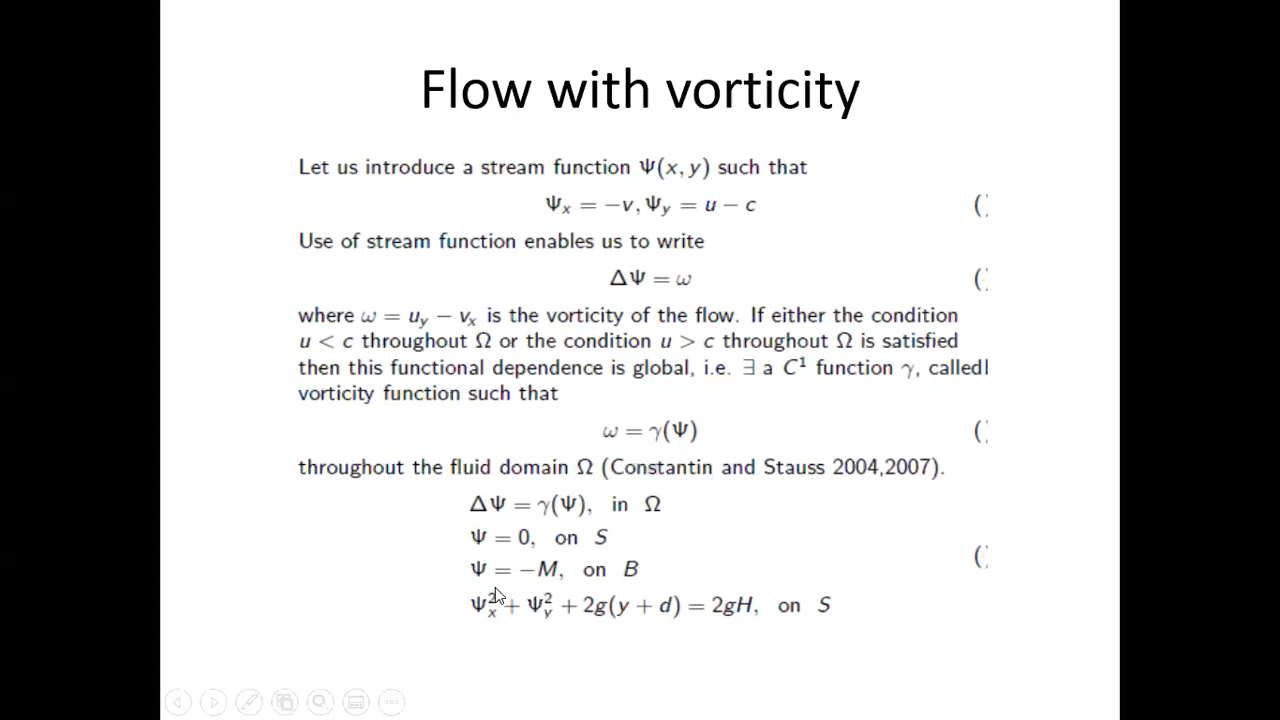 Flow with vorticity
Let us introduce a stream function Ψ(x, y) such that
Ψₓ = −v, Ψ_y = u − c ()
Use of stream function enables us to write
ΔΨ = ω ()
where ω = u_y − vₓ is the vorticity of the flow. If either the condition
u < c throughout Ω or the condition u > c throughout Ω is satisfied
then this functional dependence is global, i.e. ∃ a C¹ function γ, called
vorticity function such that
ω = γ(Ψ) ()
throughout the fluid domain Ω (Constantin and Stauss 2004,2007).
ΔΨ = γ(Ψ), in Ω
Ψ = 0, on S
()
Ψ = −M, on B
Ψₓ² + Ψ_y² + 2g(y + d) = 2gH, on S